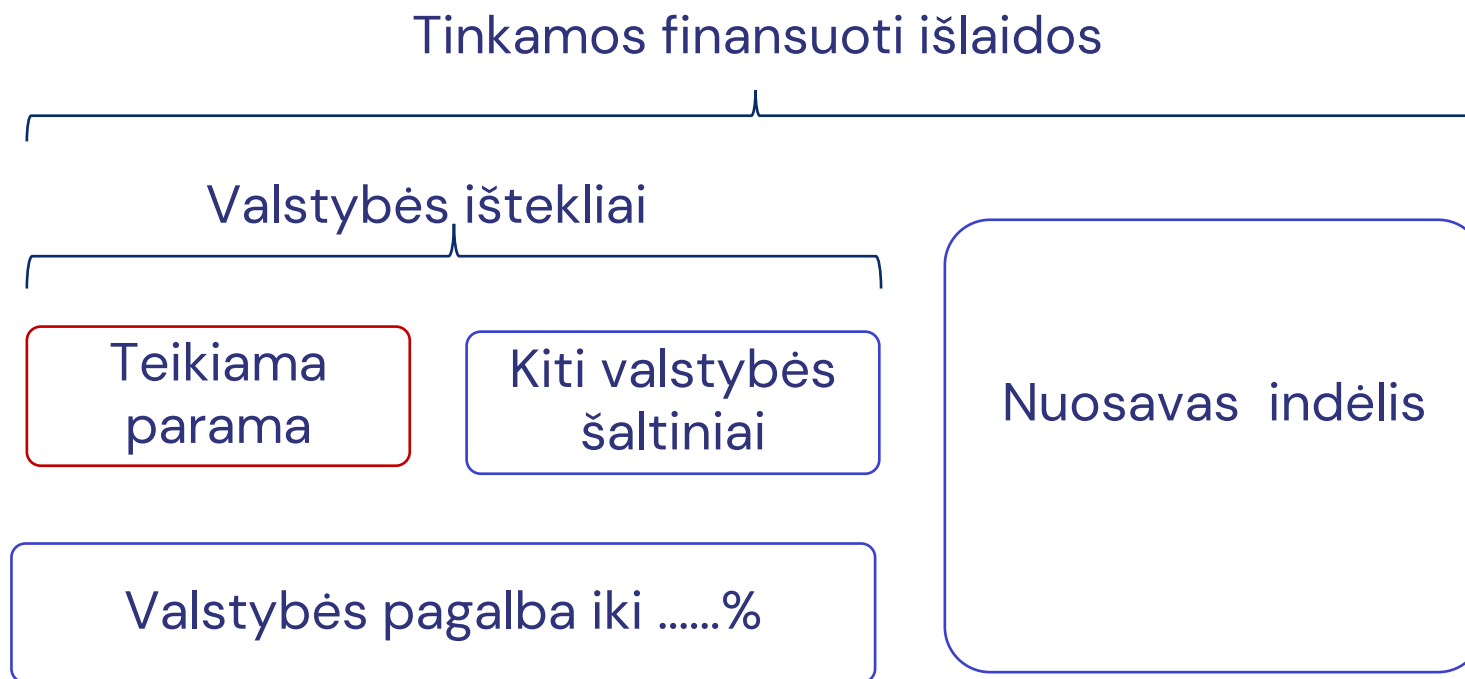 Tinkamos finansuoti išlaidos
Valstybės ištekliai
Teikiama
parama
Kiti valstybės
šaltiniai
Nuosavas indėlis
Valstybės pagalba iki ......%